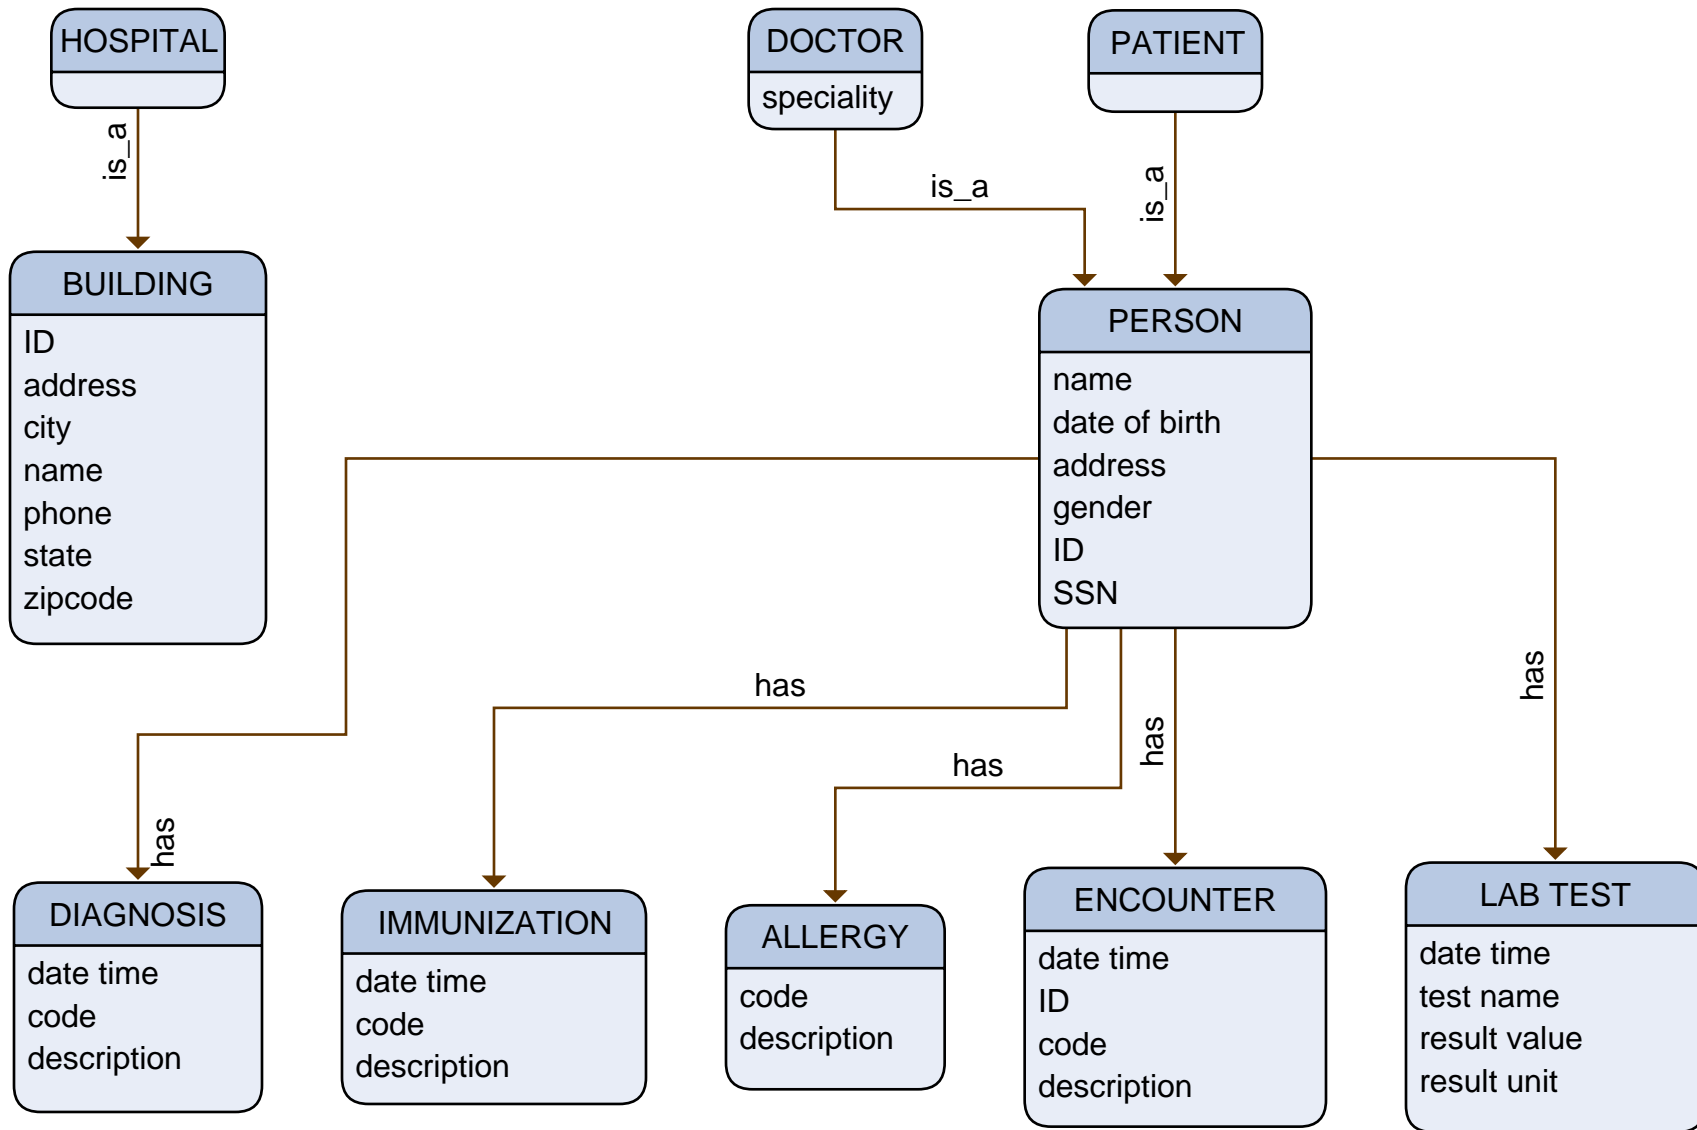 HOSPITAL
DOCTOR
speciality
PATIENT
is_a
is_a
is_a
BUILDING
ID
address
city
name
phone
state
zipcode
PERSON
name
date of birth
address
gender
ID
SSN
has
has
has
has
has
DIAGNOSIS
date time
code
description
IMMUNIZATION
date time
code
description
ALLERGY
code
description
ENCOUNTER
date time
ID
code
description
LAB TEST
date time
test name
result value
result unit